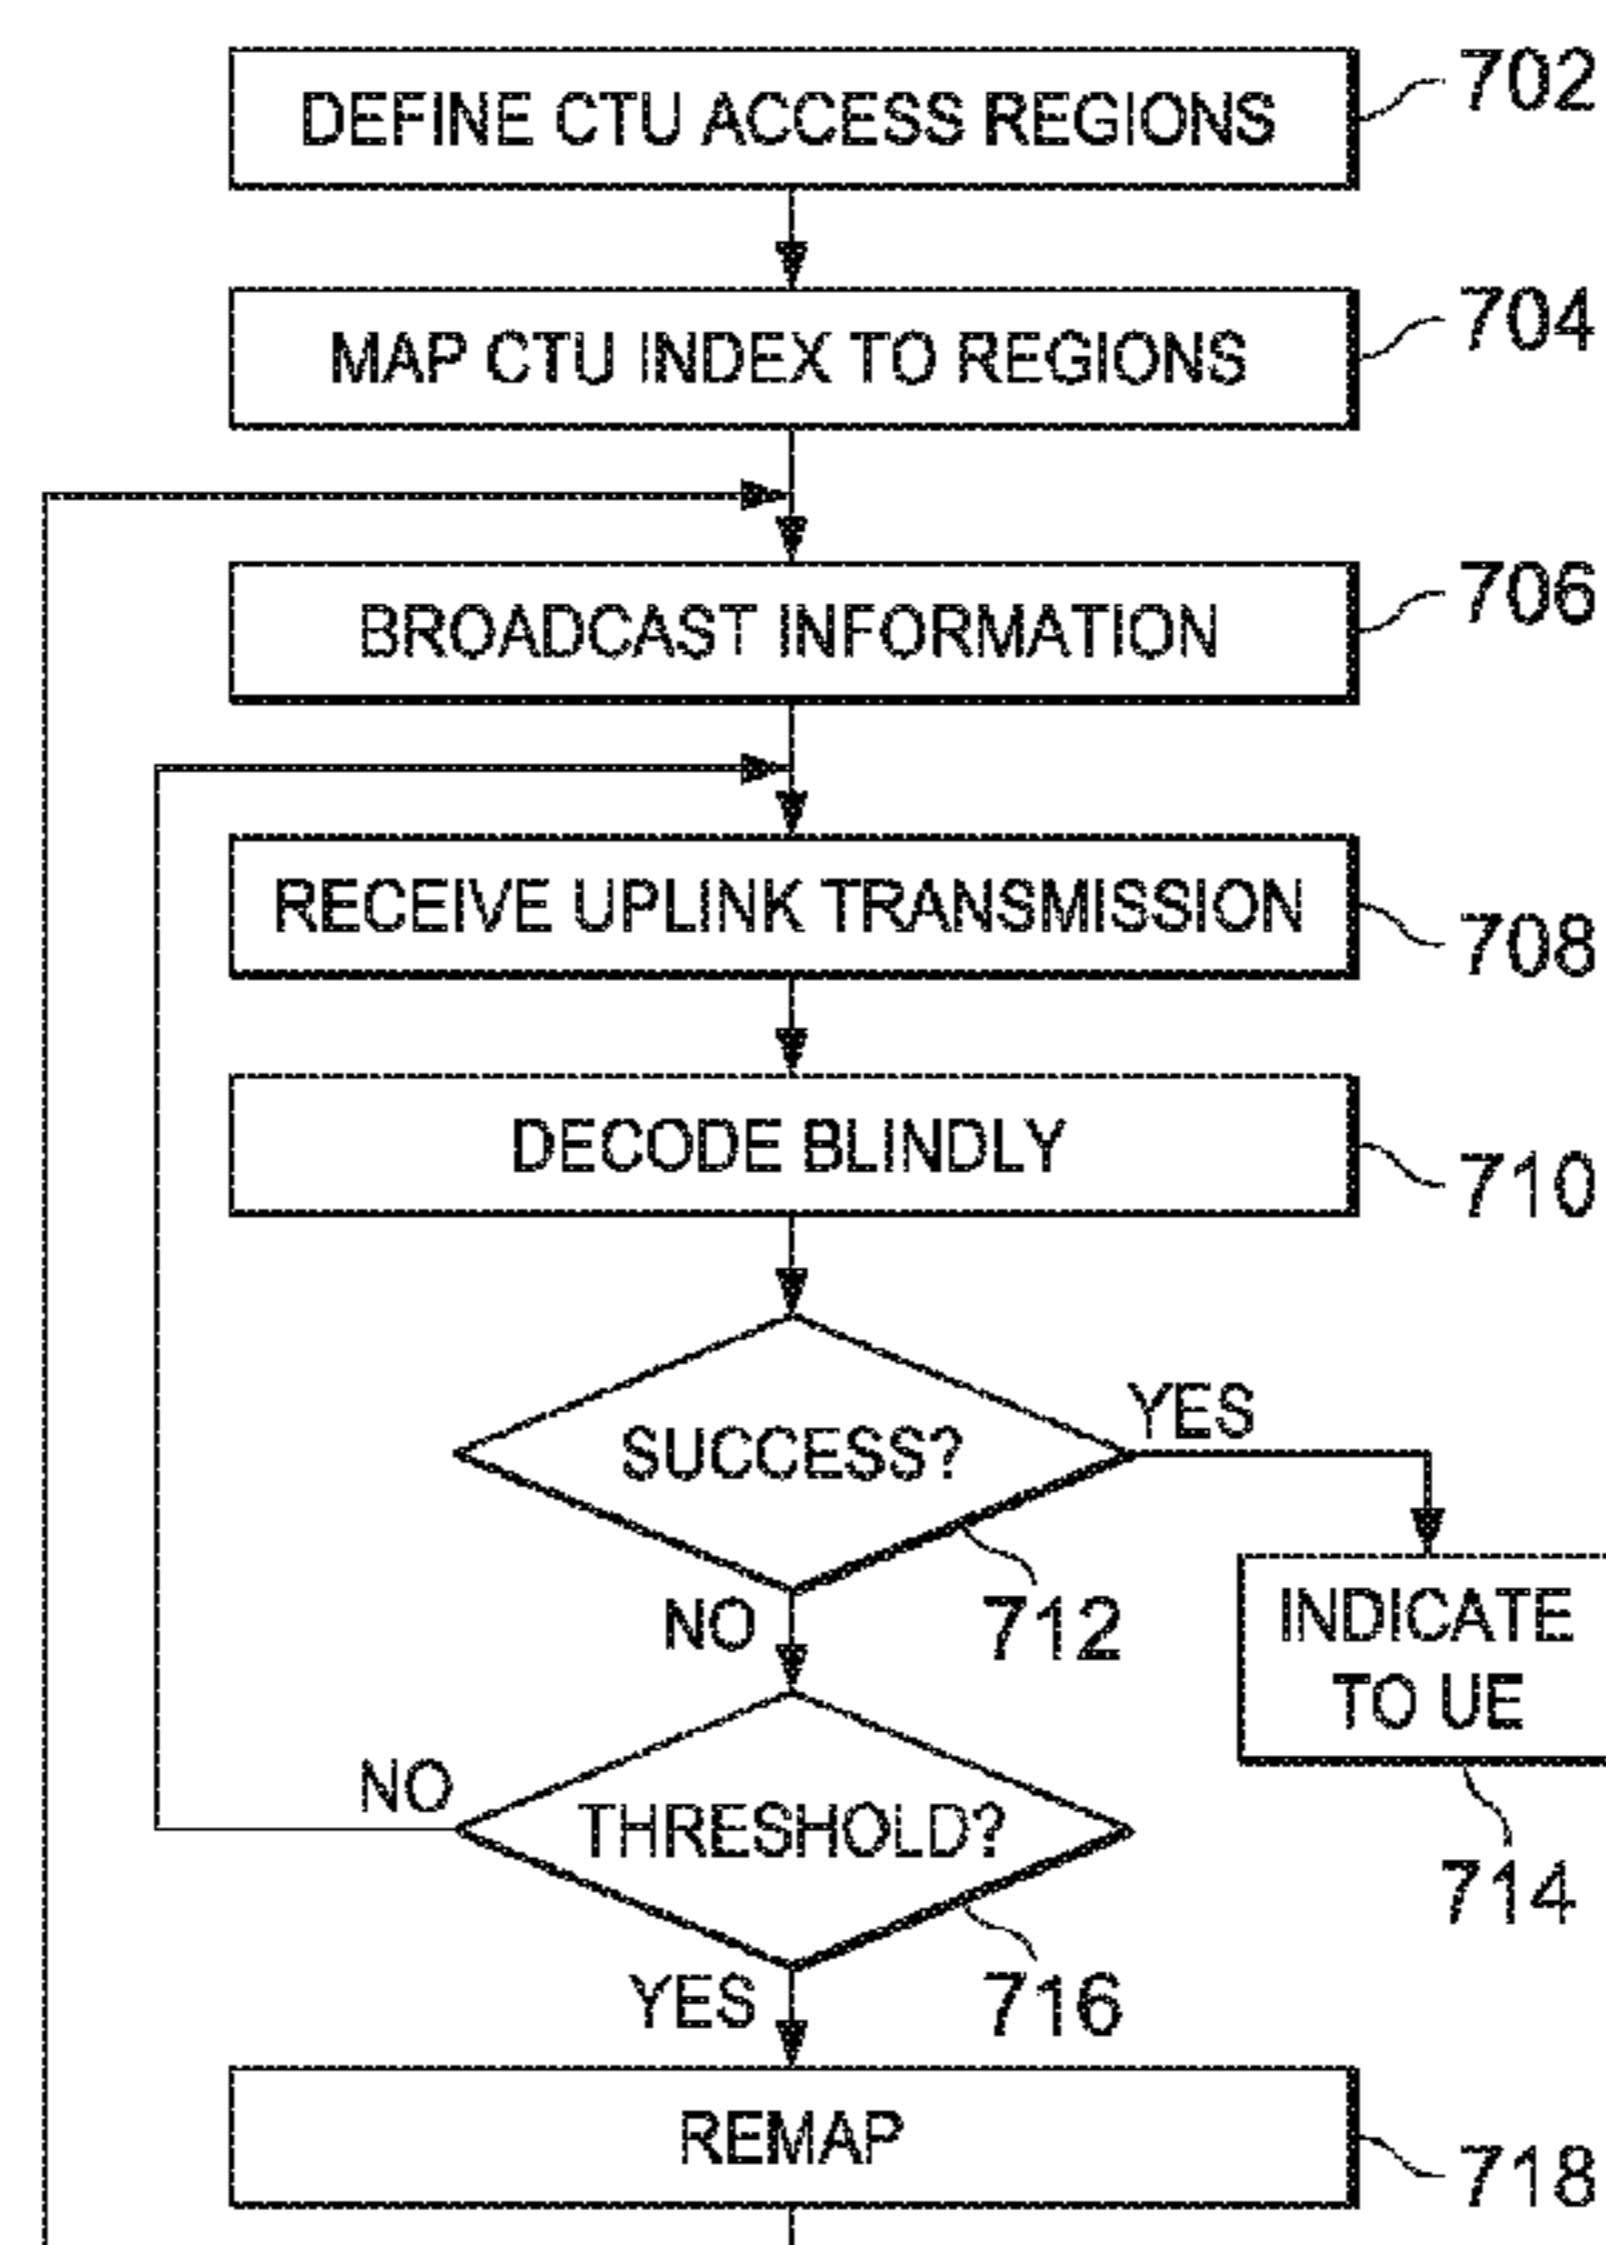 DEFINE CTU ACCESS REGIONS
702
MAP CTU INDEX TO REGIONS
704
BROADCAST INFORMATION
706
RECEIVE UPLINK TRANSMISSION
708
DECODE BLINDLY
710
SUCCESS?
YES
712
NO
INDICATE
TO UE
714
THRESHOLD?
NO
716
YES
REMAP
718